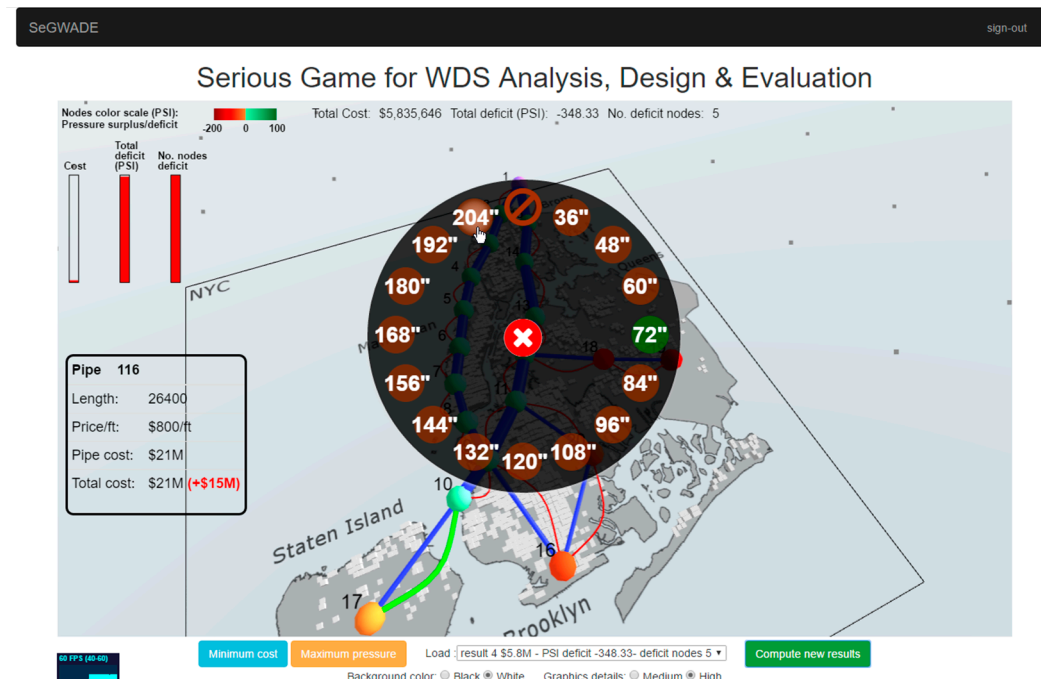 SeGWADE
sign-out
Serious Game for WDS Analysis, Design & Evaluation
Nodes color scale (PSI):
Pressure surplus/deficit
-200 0 100
Total Cost: $5,835,646 Total deficit (PSI): -348.33 No. deficit nodes: 5
Cost
Total
deficit
(PSI)
No. nodes
deficit
1
204"
36"
192"
48"
14
Queens
4
180"
60"
NYC
5
13
168"
6
72"
18
7
156"
84"
11
144"
96"
132"
120"
108"
Pipe 116
Length: 26400
Price/ft: $800/ft
Pipe cost: $21M
Total cost: $21M (+$15M)
10
Staten Island
16
17
Brooklyn
60 FPS (40-60)
Minimum cost
Maximum pressure
Load : result 4 $5.8M - PSI deficit -348.33- deficit nodes 5
Compute new results
Background color: Black White Graphics details: Medium High